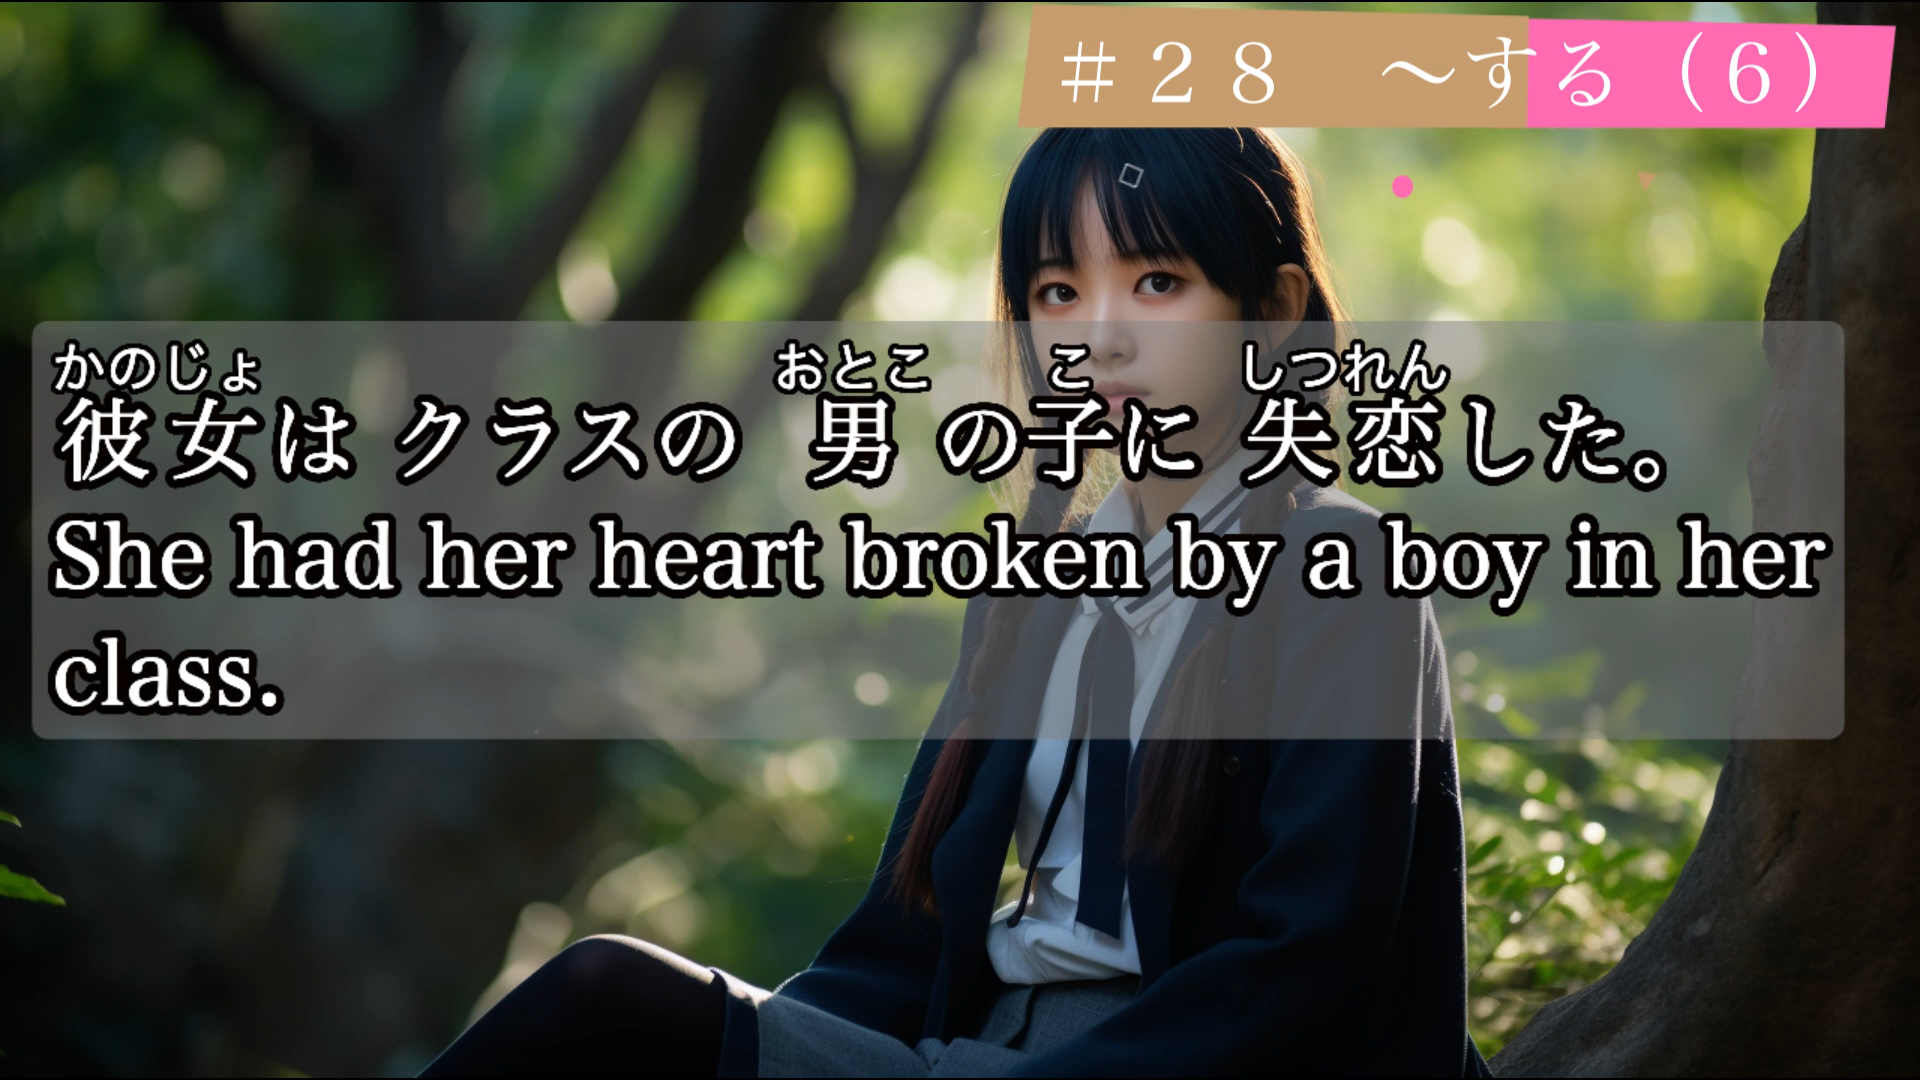 ＃２８　～する（６）
かのじょ　おとこ　こ　しつれん
彼女は クラスの 男の子に 失恋した。
She had her heart broken by a boy in her
class.